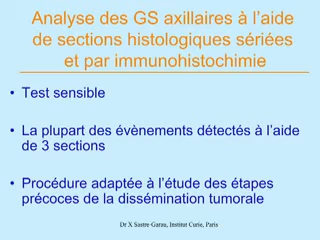 Analyse des GS axillaires à l’aide
de sections histologiques sériées
et par immunohistochimie
• Test sensible
• La plupart des évènements détectés à l’aide
de 3 sections
• Procédure adaptée à l’étude des étapes
précoces de la dissémination tumorale
Dr X Sastre-Garau, Institut Curie, Paris